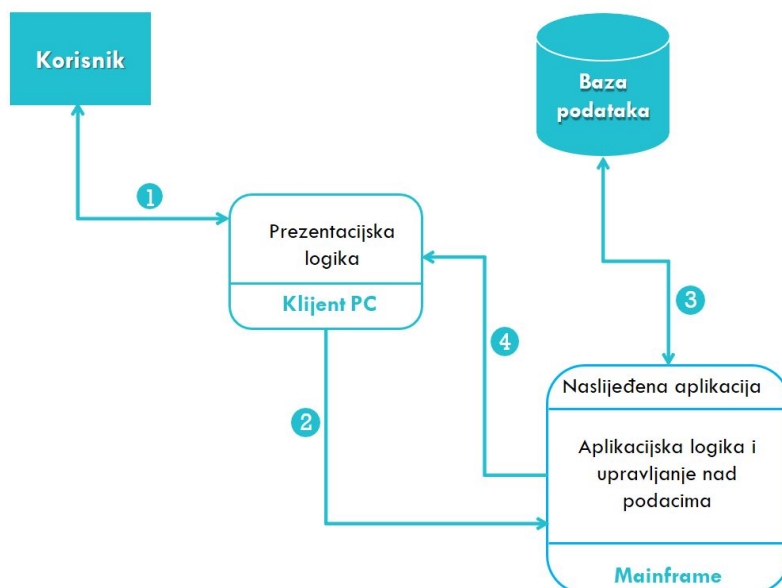 Korisnik
Baza
podataka
1
Prezentacijska
logika
Klijent PC
3
4
Naslijeđena aplikacija
2
Aplikacijska logika i
upravljanje nad
podacima
Mainframe